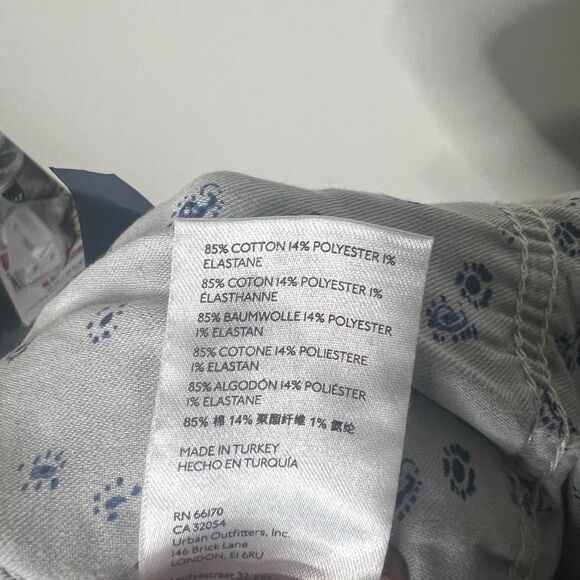 85% COTTON 14% POLYESTER 1%
ELASTANE
85% COTON 14% POLYESTER 1%
ÉLASTHANNE
85% BAUMWOLLE 14% POLYESTER
1% ELASTAN
85% COTONE 14% POLIESTERE
1% ELASTAN
85% ALGODÓN 14% POLIÉSTER
1% ELASTANE
85% 棉 14% 聚酯纤维 1% 氨纶
MADE IN TURKEY
HECHO EN TURQUÍA
RN 66170
CA 32054
Urban Outfitters, Inc.
146 Brick Lane
LONDON, E1 6RU